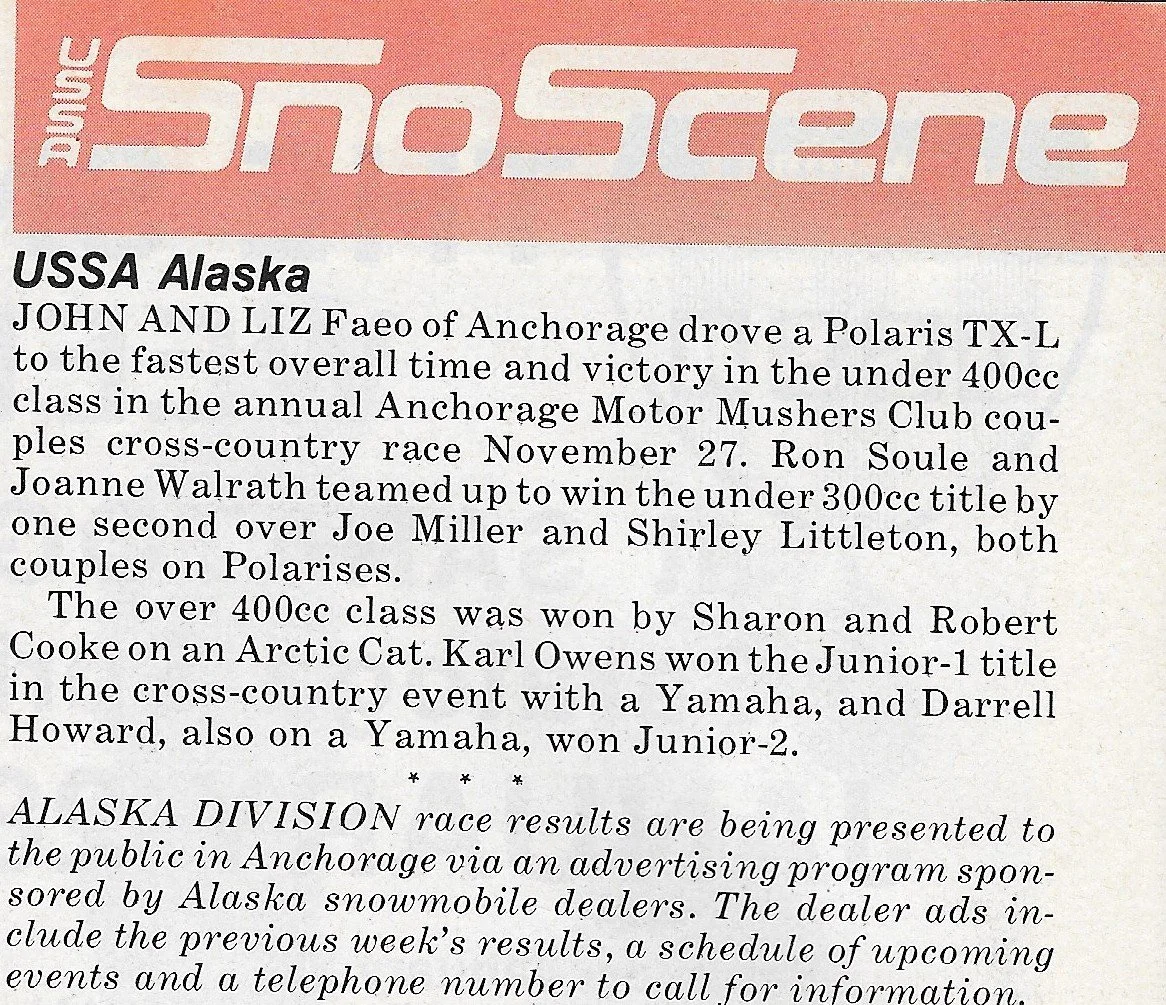 USSA SnoScene
USSA Alaska
JOHN AND LIZ Faeo of Anchorage drove a Polaris TX-L
to the fastest overall time and victory in the under 400cc
class in the annual Anchorage Motor Mushers Club cou-
ples cross-country race November 27. Ron Soule and
Joanne Walrath teamed up to win the under 300cc title by
one second over Joe Miller and Shirley Littleton, both
couples on Polarises.
The over 400cc class was won by Sharon and Robert
Cooke on an Arctic Cat. Karl Owens won the Junior-1 title
in the cross-country event with a Yamaha, and Darrell
Howard, also on a Yamaha, won Junior-2.
* * *
ALASKA DIVISION race results are being presented to
the public in Anchorage via an advertising program spon-
sored by Alaska snowmobile dealers. The dealer ads in-
clude the previous week's results, a schedule of upcoming
events and a telephone number to call for information.